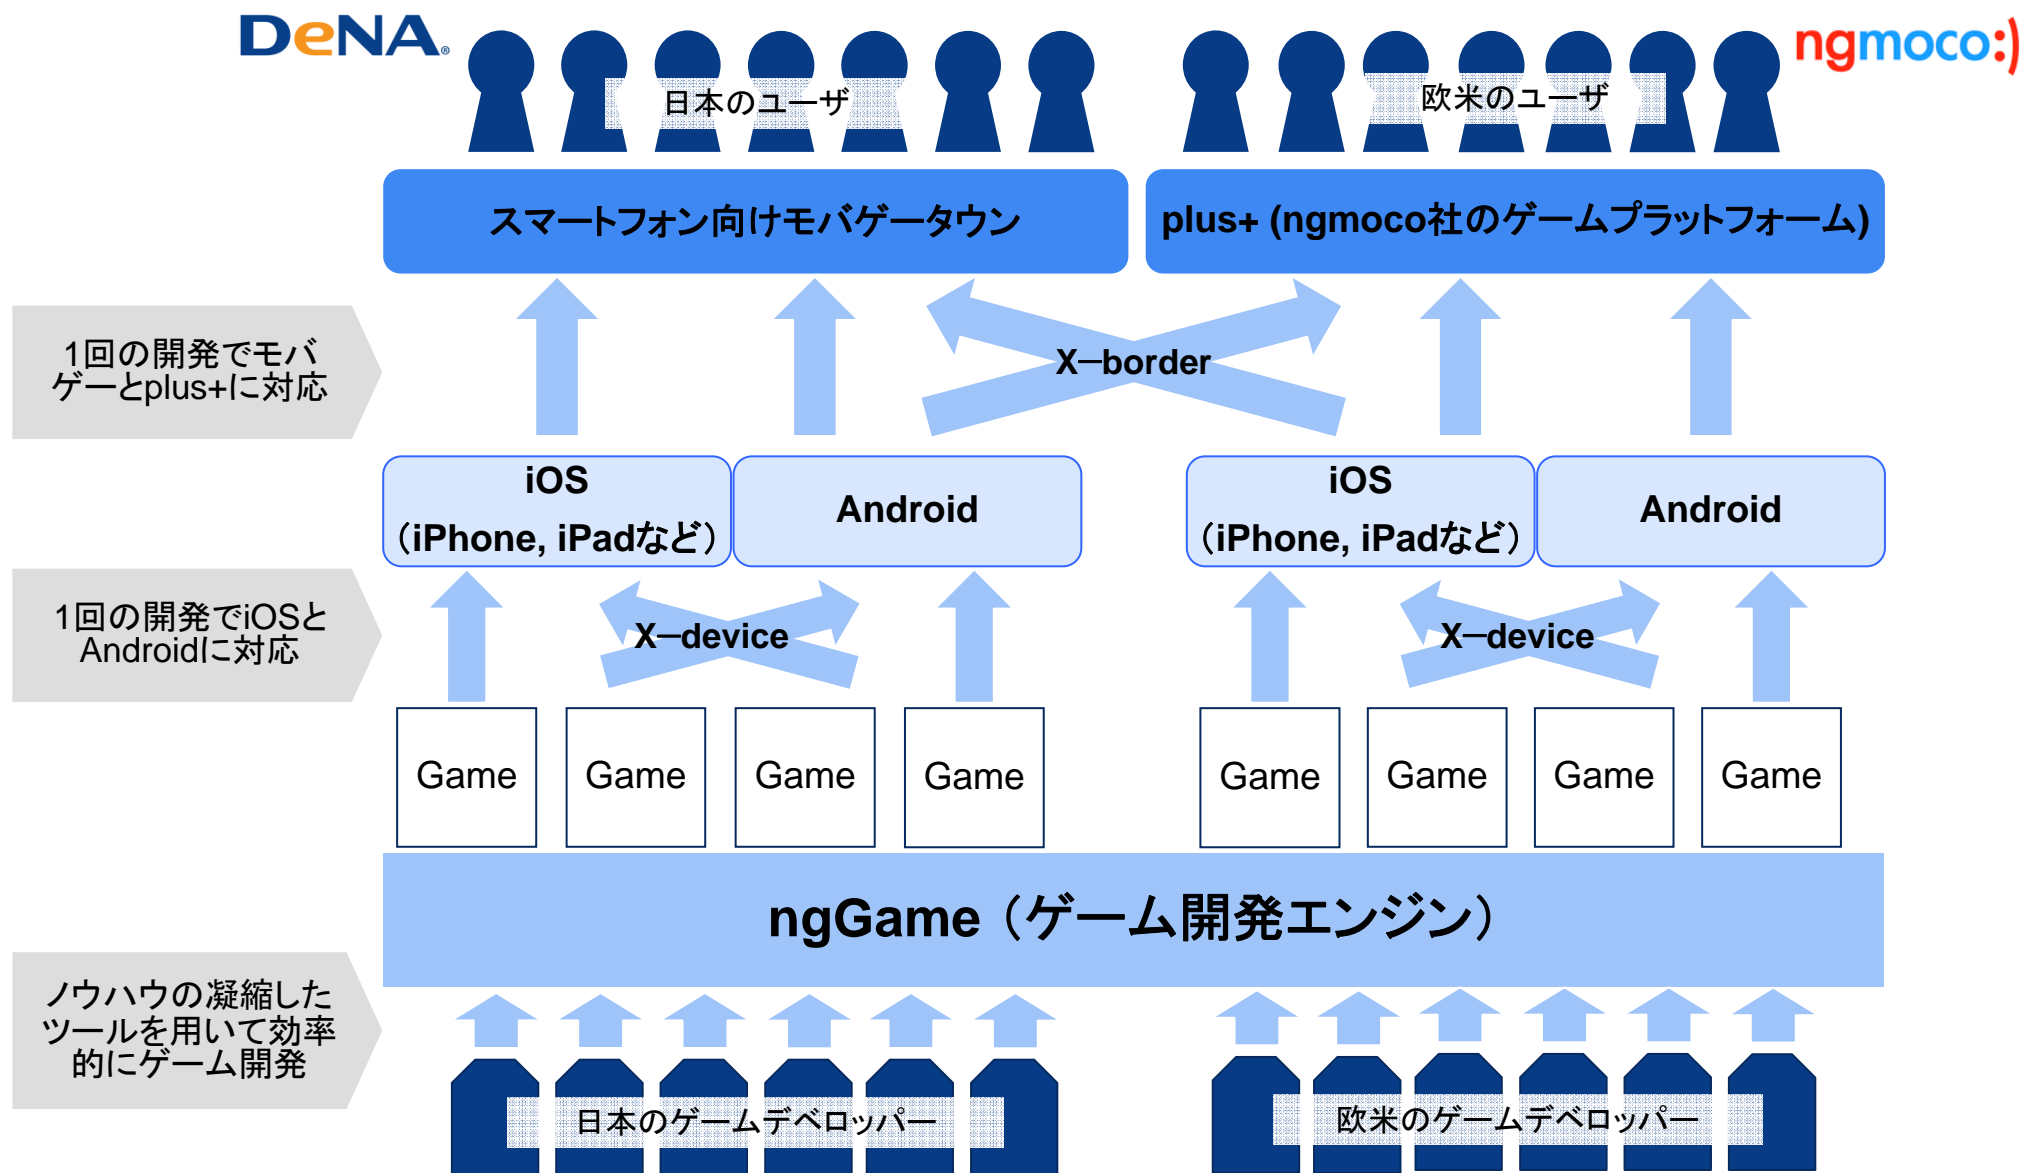 DeNA®
ngmoco:)
日本のユーザ
欧米のユーザ
スマートフォン向けモバゲータウン
plus+ (ngmoco社のゲームプラットフォーム)
1回の開発でモバ
ゲーとplus+に対応
X－border
iOS
（iPhone, iPadなど）
Android
iOS
（iPhone, iPadなど）
Android
1回の開発でiOSと
Androidに対応
X－device
X－device
Game
Game
Game
Game
Game
Game
Game
Game
ngGame（ゲーム開発エンジン）
ノウハウの凝縮した
ツールを用いて効率
的にゲーム開発
日本のゲームデベロッパー
欧米のゲームデベロッパー